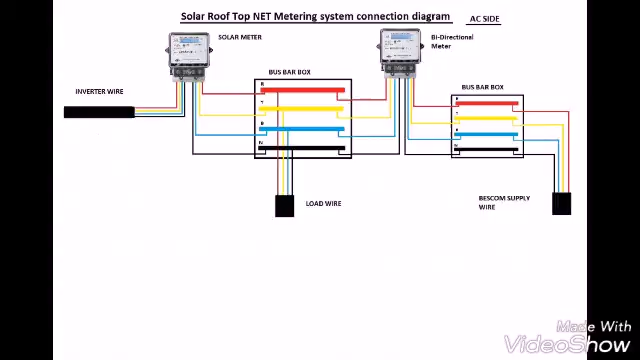 Solar Roof Top NET Metering system connection diagram
AC SIDE
SOLAR METER
Bi-Directional
Meter
BUS BAR BOX
BUS BAR BOX
INVERTER WIRE
R
Y
B
N
LOAD WIRE
BESCOM SUPPLY
WIRE
Made With
VideoShow